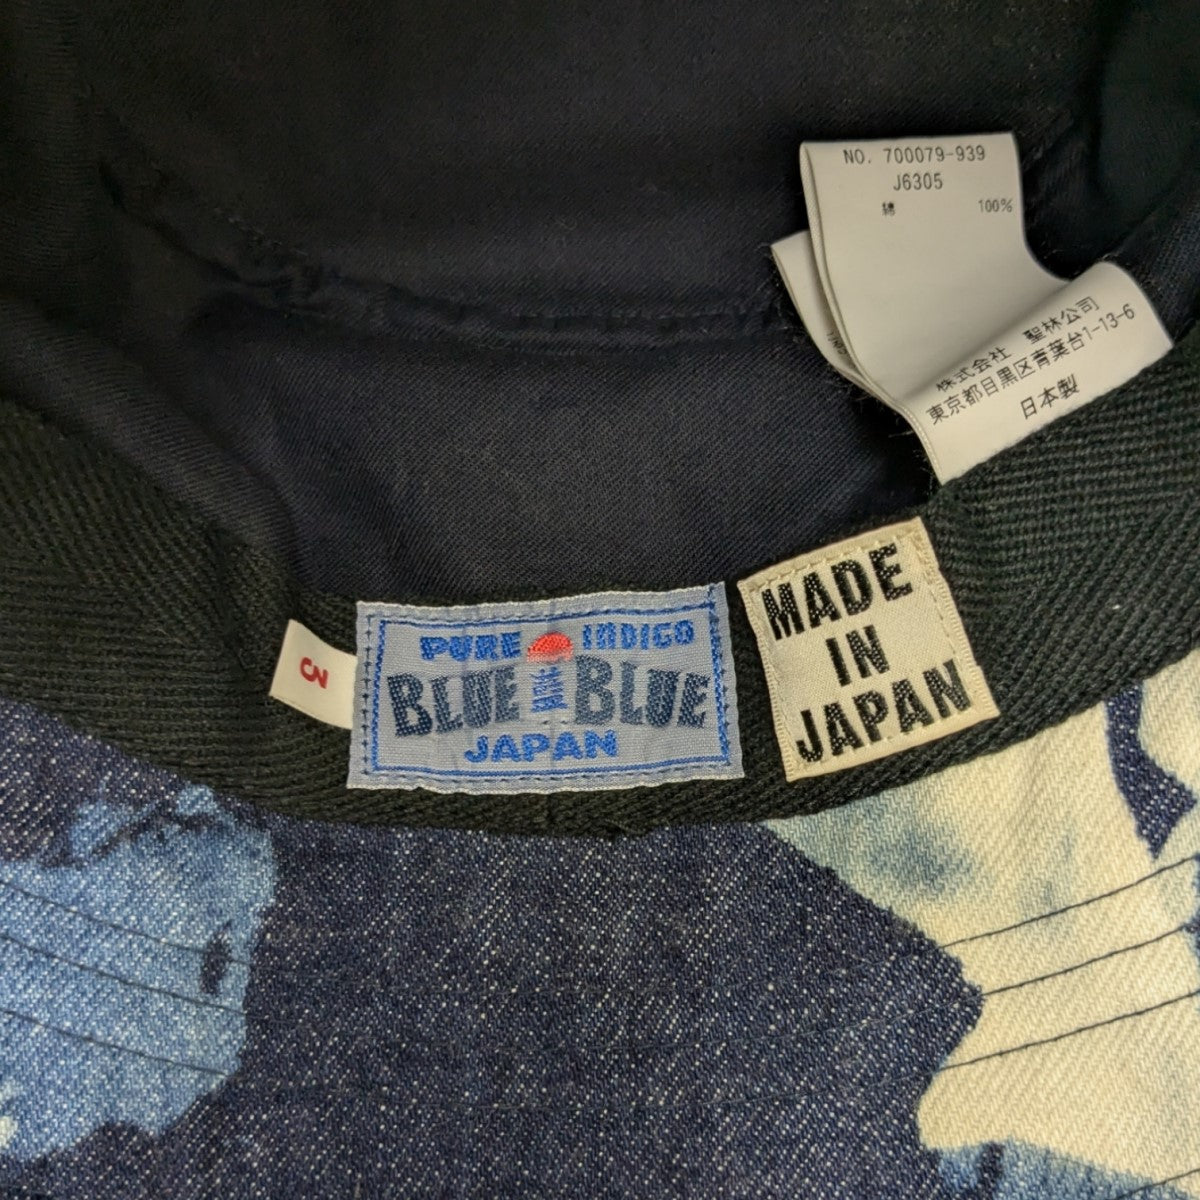 NO. 700079-939
J6305
綿 100%
株式会社 聖林公司
東京都目黒区青葉台1-13-6
日本製
3
PURE INDIGO
BLUE BLUE
JAPAN
MADE
IN
JAPAN